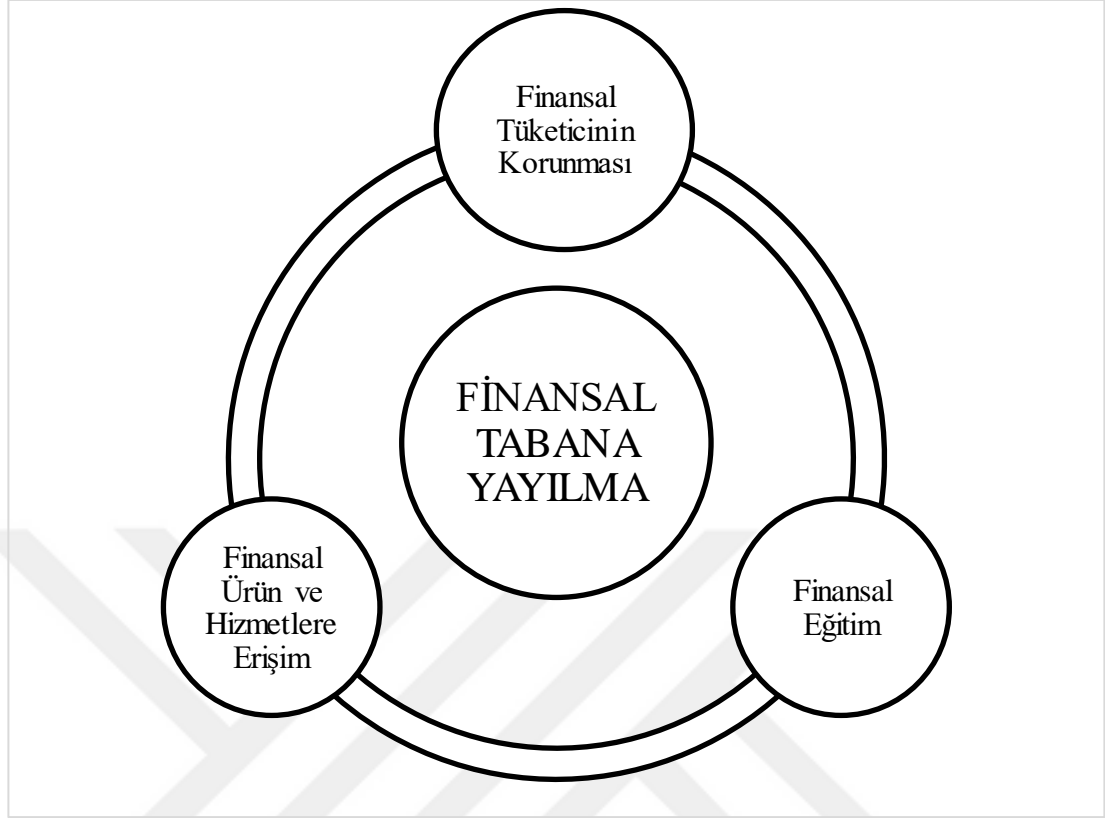 Finansal
Tüketicinin
Korunması
FİNANSAL
TABANA
YAYILMA
Finansal
Ürün ve
Hizmetlere
Erişim
Finansal
Eğitim